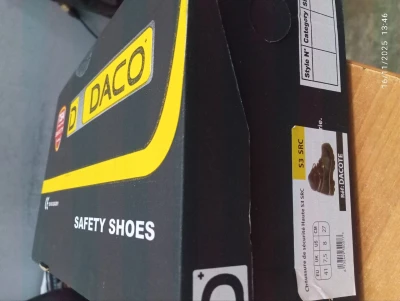 DACO
SAFETY SHOES
Style N° Category
S3 SRC
Réf: DACOTE
Chaussure de sécurité Haute S3 SRC
EU UK US CM
41 7.5 8 27
16/11/2025 13:46